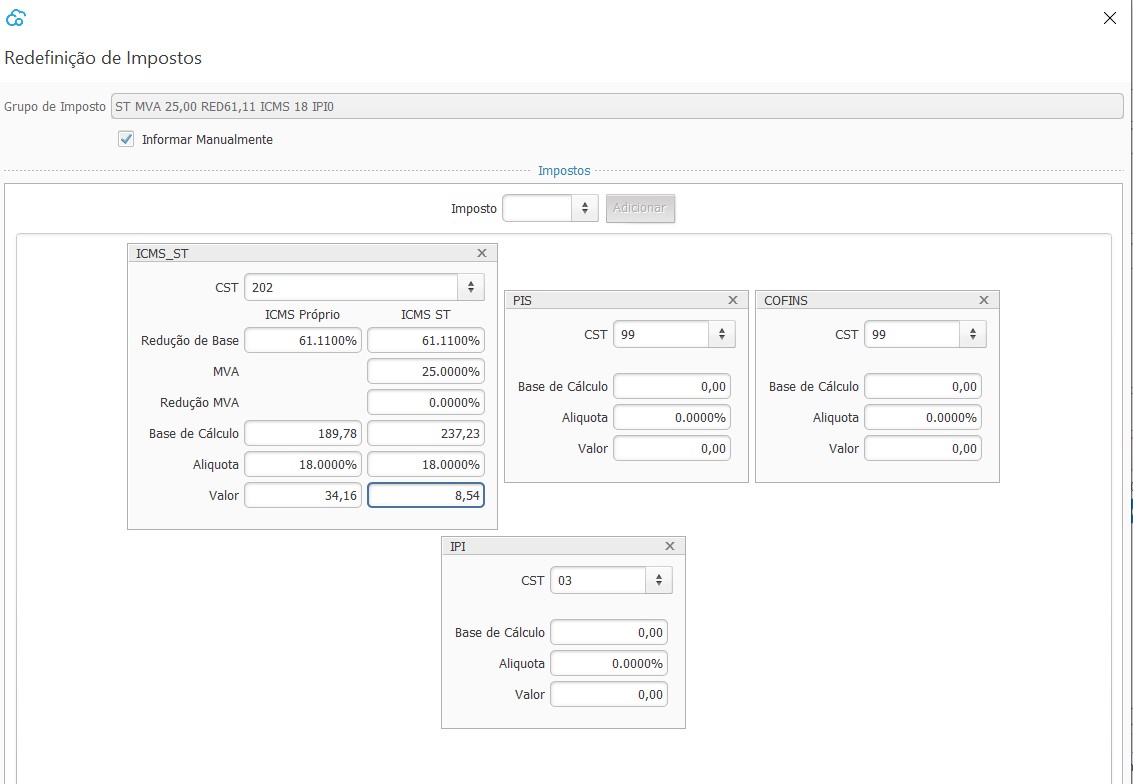 Redefinição de Impostos
Grupo de Imposto ST MVA 25,00 RED61,11 ICMS 18 IPI0
Informar Manualmente
Impostos
Imposto Adicionar
ICMS_ST
CST 202
ICMS Próprio ICMS ST
Redução de Base 61.1100% 61.1100%
MVA 25.0000%
Redução MVA 0.0000%
Base de Cálculo 189,78 237,23
Aliquota 18.0000% 18.0000%
Valor 34,16 8,54
PIS
CST 99
Base de Cálculo 0,00
Aliquota 0.0000%
Valor 0,00
COFINS
CST 99
Base de Cálculo 0,00
Aliquota 0.0000%
Valor 0,00
IPI
CST 03
Base de Cálculo 0,00
Aliquota 0.0000%
Valor 0,00